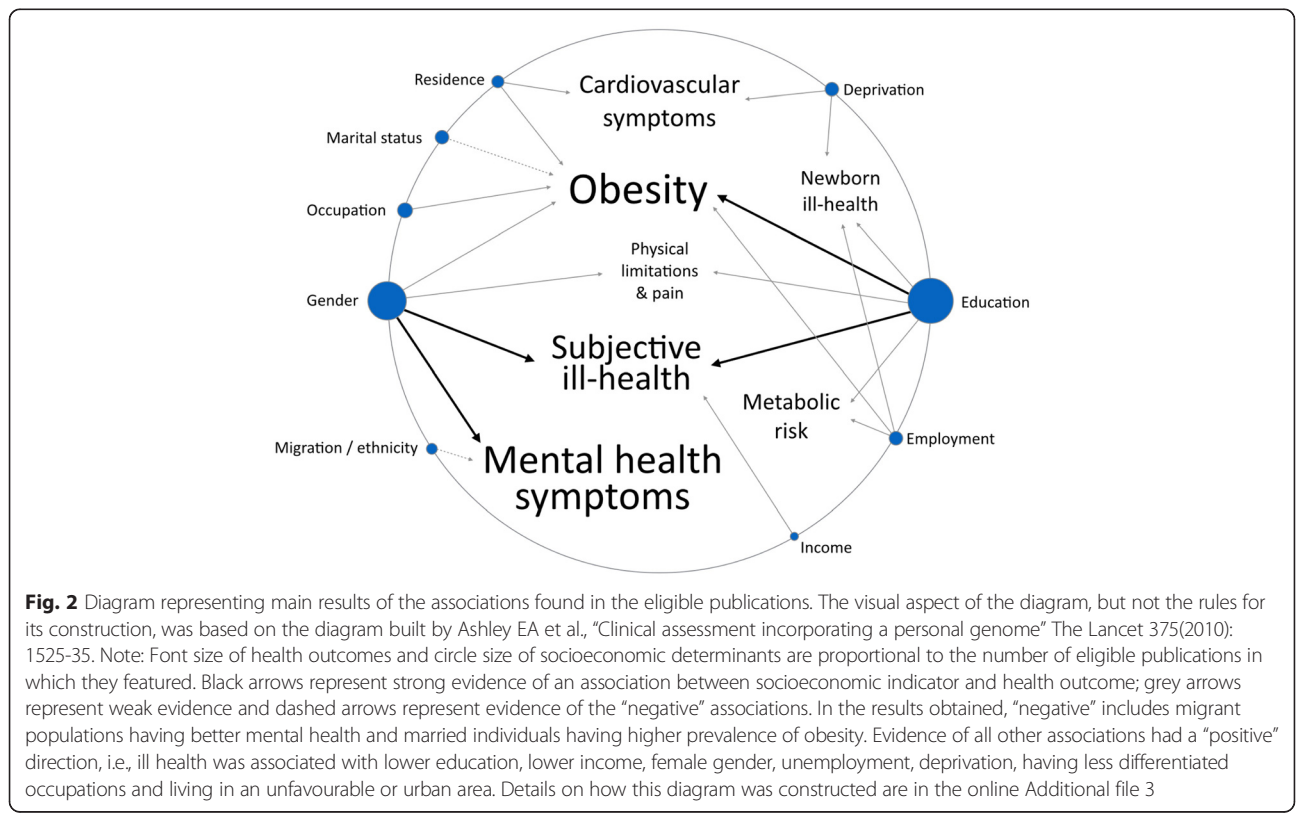 Residence
Cardiovascular
symptoms
Deprivation
Marital status
Obesity
Newborn
ill-health
Occupation
Physical
limitations
& pain
Gender
Education
Subjective
ill-health
Metabolic
risk
Employment
Migration / ethnicity
Mental health
symptoms
Income
Fig. 2 Diagram representing main results of the associations found in the eligible publications. The visual aspect of the diagram, but not the rules for
its construction, was based on the diagram built by Ashley EA et al., “Clinical assessment incorporating a personal genome” The Lancet 375(2010):
1525-35. Note: Font size of health outcomes and circle size of socioeconomic determinants are proportional to the number of eligible publications in
which they featured. Black arrows represent strong evidence of an association between socioeconomic indicator and health outcome; grey arrows
represent weak evidence and dashed arrows represent evidence of the “negative” associations. In the results obtained, “negative” includes migrant
populations having better mental health and married individuals having higher prevalence of obesity. Evidence of all other associations had a “positive”
direction, i.e., ill health was associated with lower education, lower income, female gender, unemployment, deprivation, having less differentiated
occupations and living in an unfavourable or urban area. Details on how this diagram was constructed are in the online Additional file 3